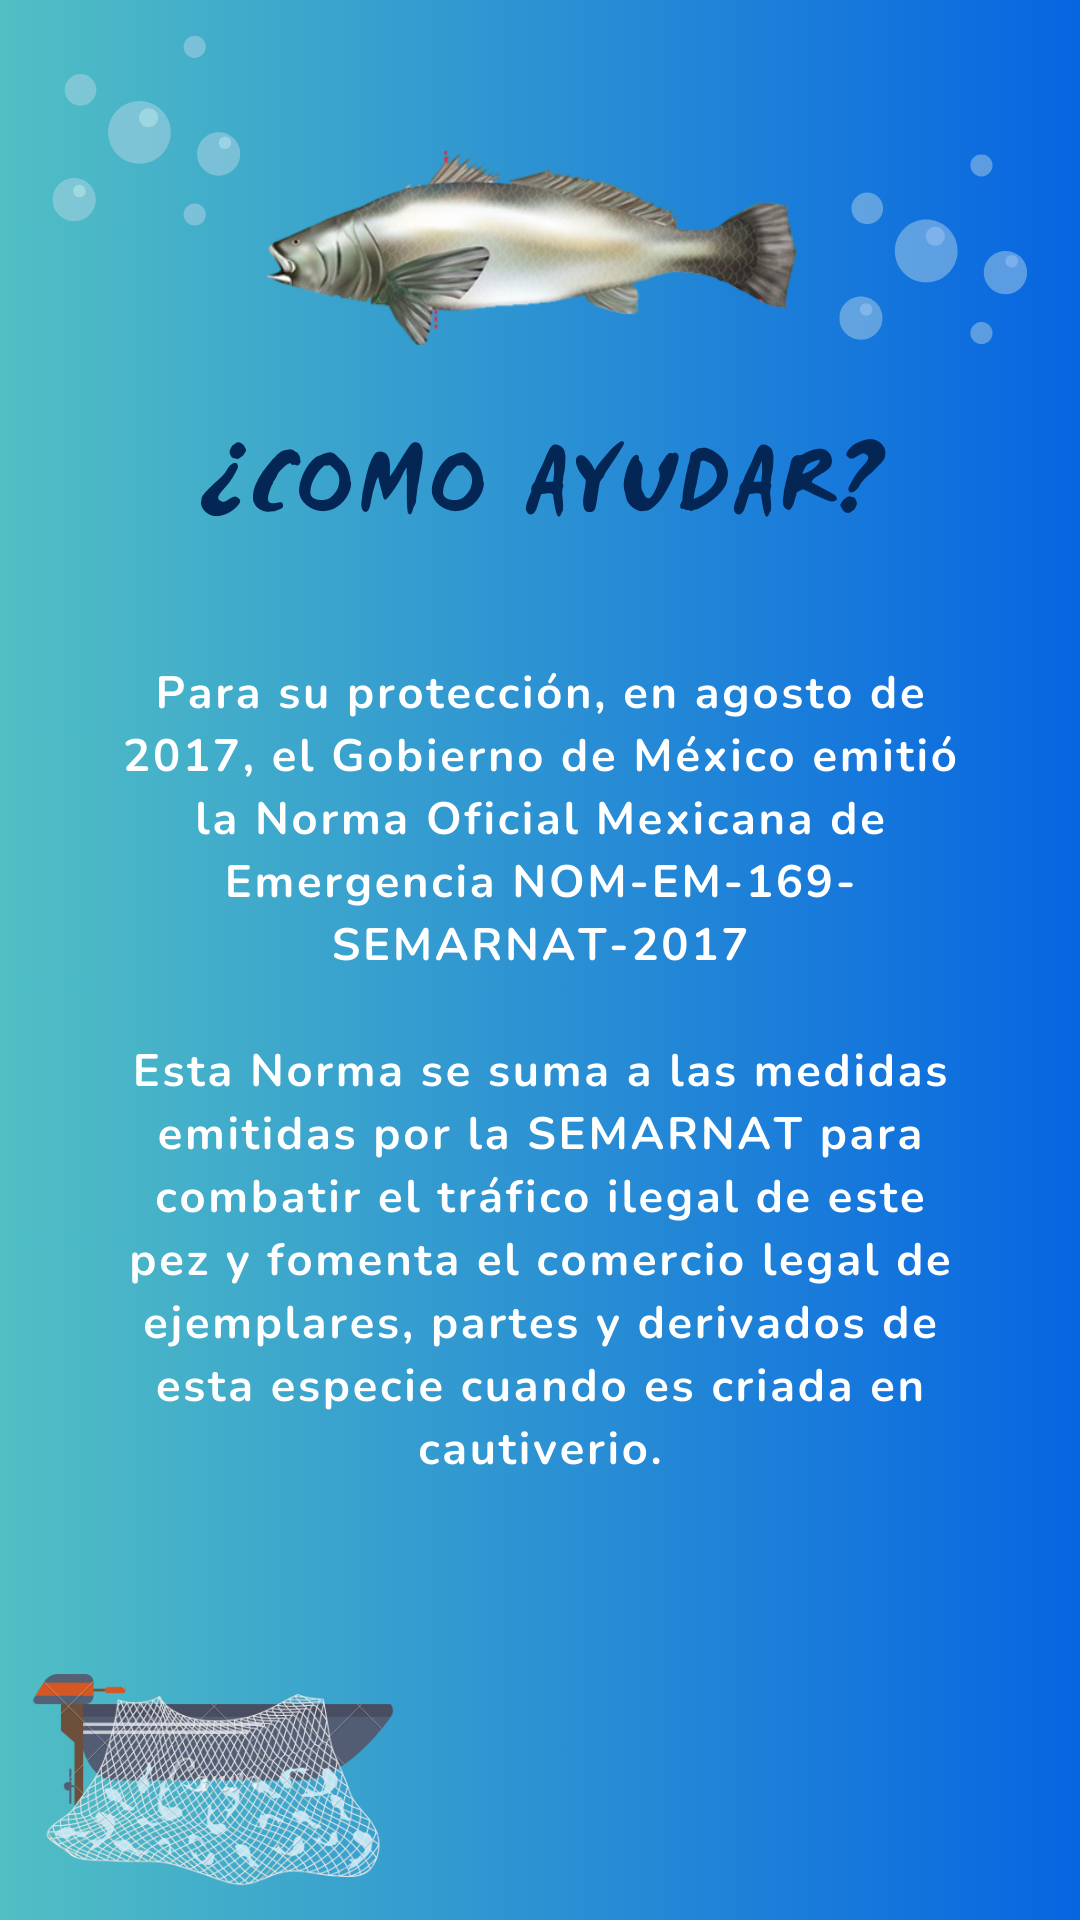 ¿COMO AYUDAR?
Para su protección, en agosto de
2017, el Gobierno de México emitió
la Norma Oficial Mexicana de
Emergencia NOM-EM-169-
SEMARNAT-2017
Esta Norma se suma a las medidas
emitidas por la SEMARNAT para
combatir el tráfico ilegal de este
pez y fomenta el comercio legal de
ejemplares, partes y derivados de
esta especie cuando es criada en
cautiverio.